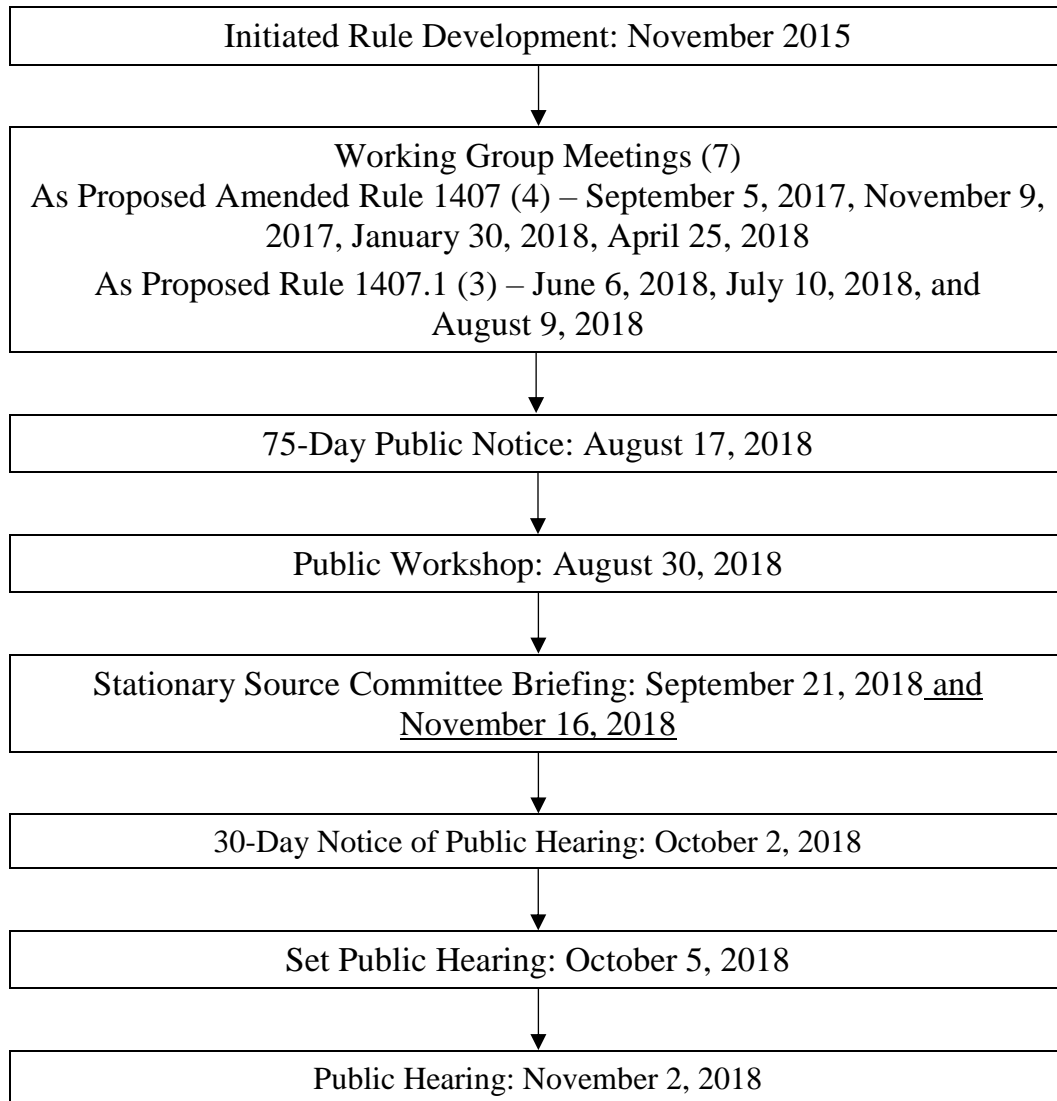 Initiated Rule Development: November 2015
Working Group Meetings (7)
As Proposed Amended Rule 1407 (4) – September 5, 2017, November 9,
2017, January 30, 2018, April 25, 2018
As Proposed Rule 1407.1 (3) – June 6, 2018, July 10, 2018, and
August 9, 2018
75-Day Public Notice: August 17, 2018
Public Workshop: August 30, 2018
Stationary Source Committee Briefing: September 21, 2018 and
November 16, 2018
30-Day Notice of Public Hearing: October 2, 2018
Set Public Hearing: October 5, 2018
Public Hearing: November 2, 2018